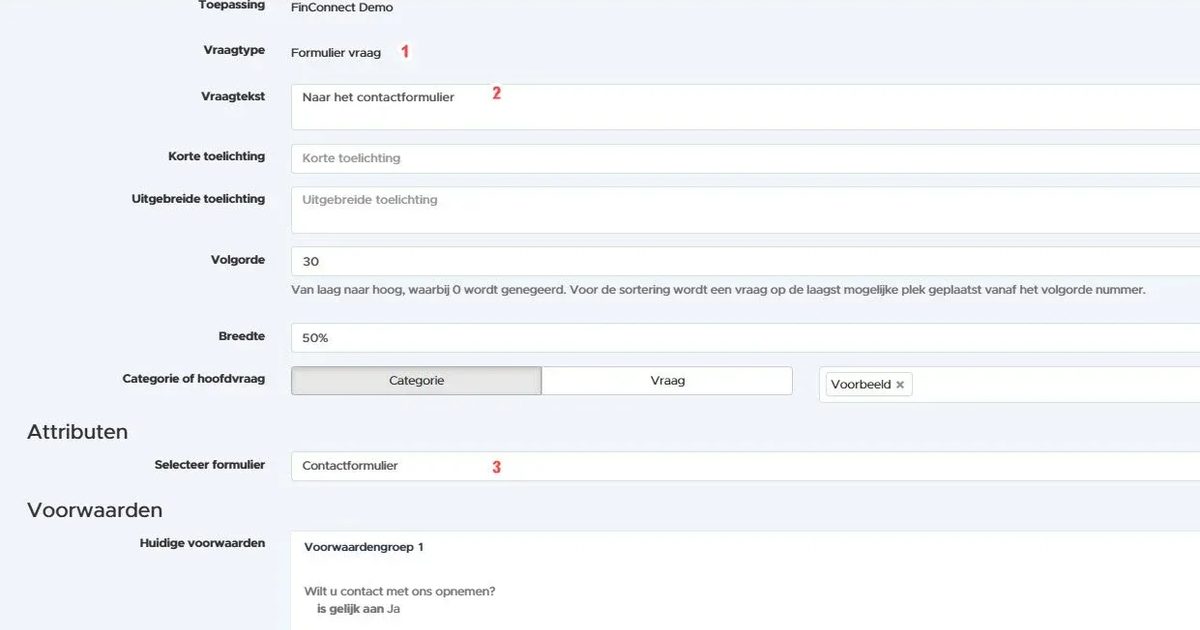 Toepassing FinConnect Demo
Vraagtype Formulier vraag 1
Vraagtekst Naar het contactformulier 2
Korte toelichting Korte toelichting
Uitgebreide toelichting Uitgebreide toelichting
Volgorde 30
Van laag naar hoog, waarbij 0 wordt genegeerd. Voor de sortering wordt een vraag op de laagst mogelijke plek geplaatst vanaf het volgorde nummer.
Breedte 50%
Categorie of hoofdvraag Categorie Vraag Voorbeeld ×
Attributen
Selecteer formulier Contactformulier 3
Voorwaarden
Huidige voorwaarden Voorwaardengroep 1
Wilt u contact met ons opnemen?
is gelijk aan Ja